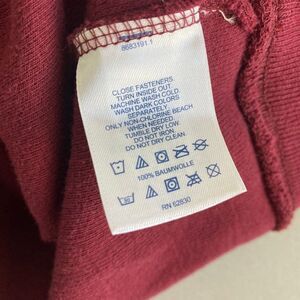 8683191.1
CLOSE FASTENERS
TURN INSIDE OUT
MACHINE WASH COLD
WASH DARK COLORS
SEPARATELY.
ONLY NON-CHLORINE BEACH
WHEN NEEDED
TUMBLE DRY LOW.
DO NOT IRON.
DO NOT DRY CLEAN
100% BAUMWOLLE
RN 62830